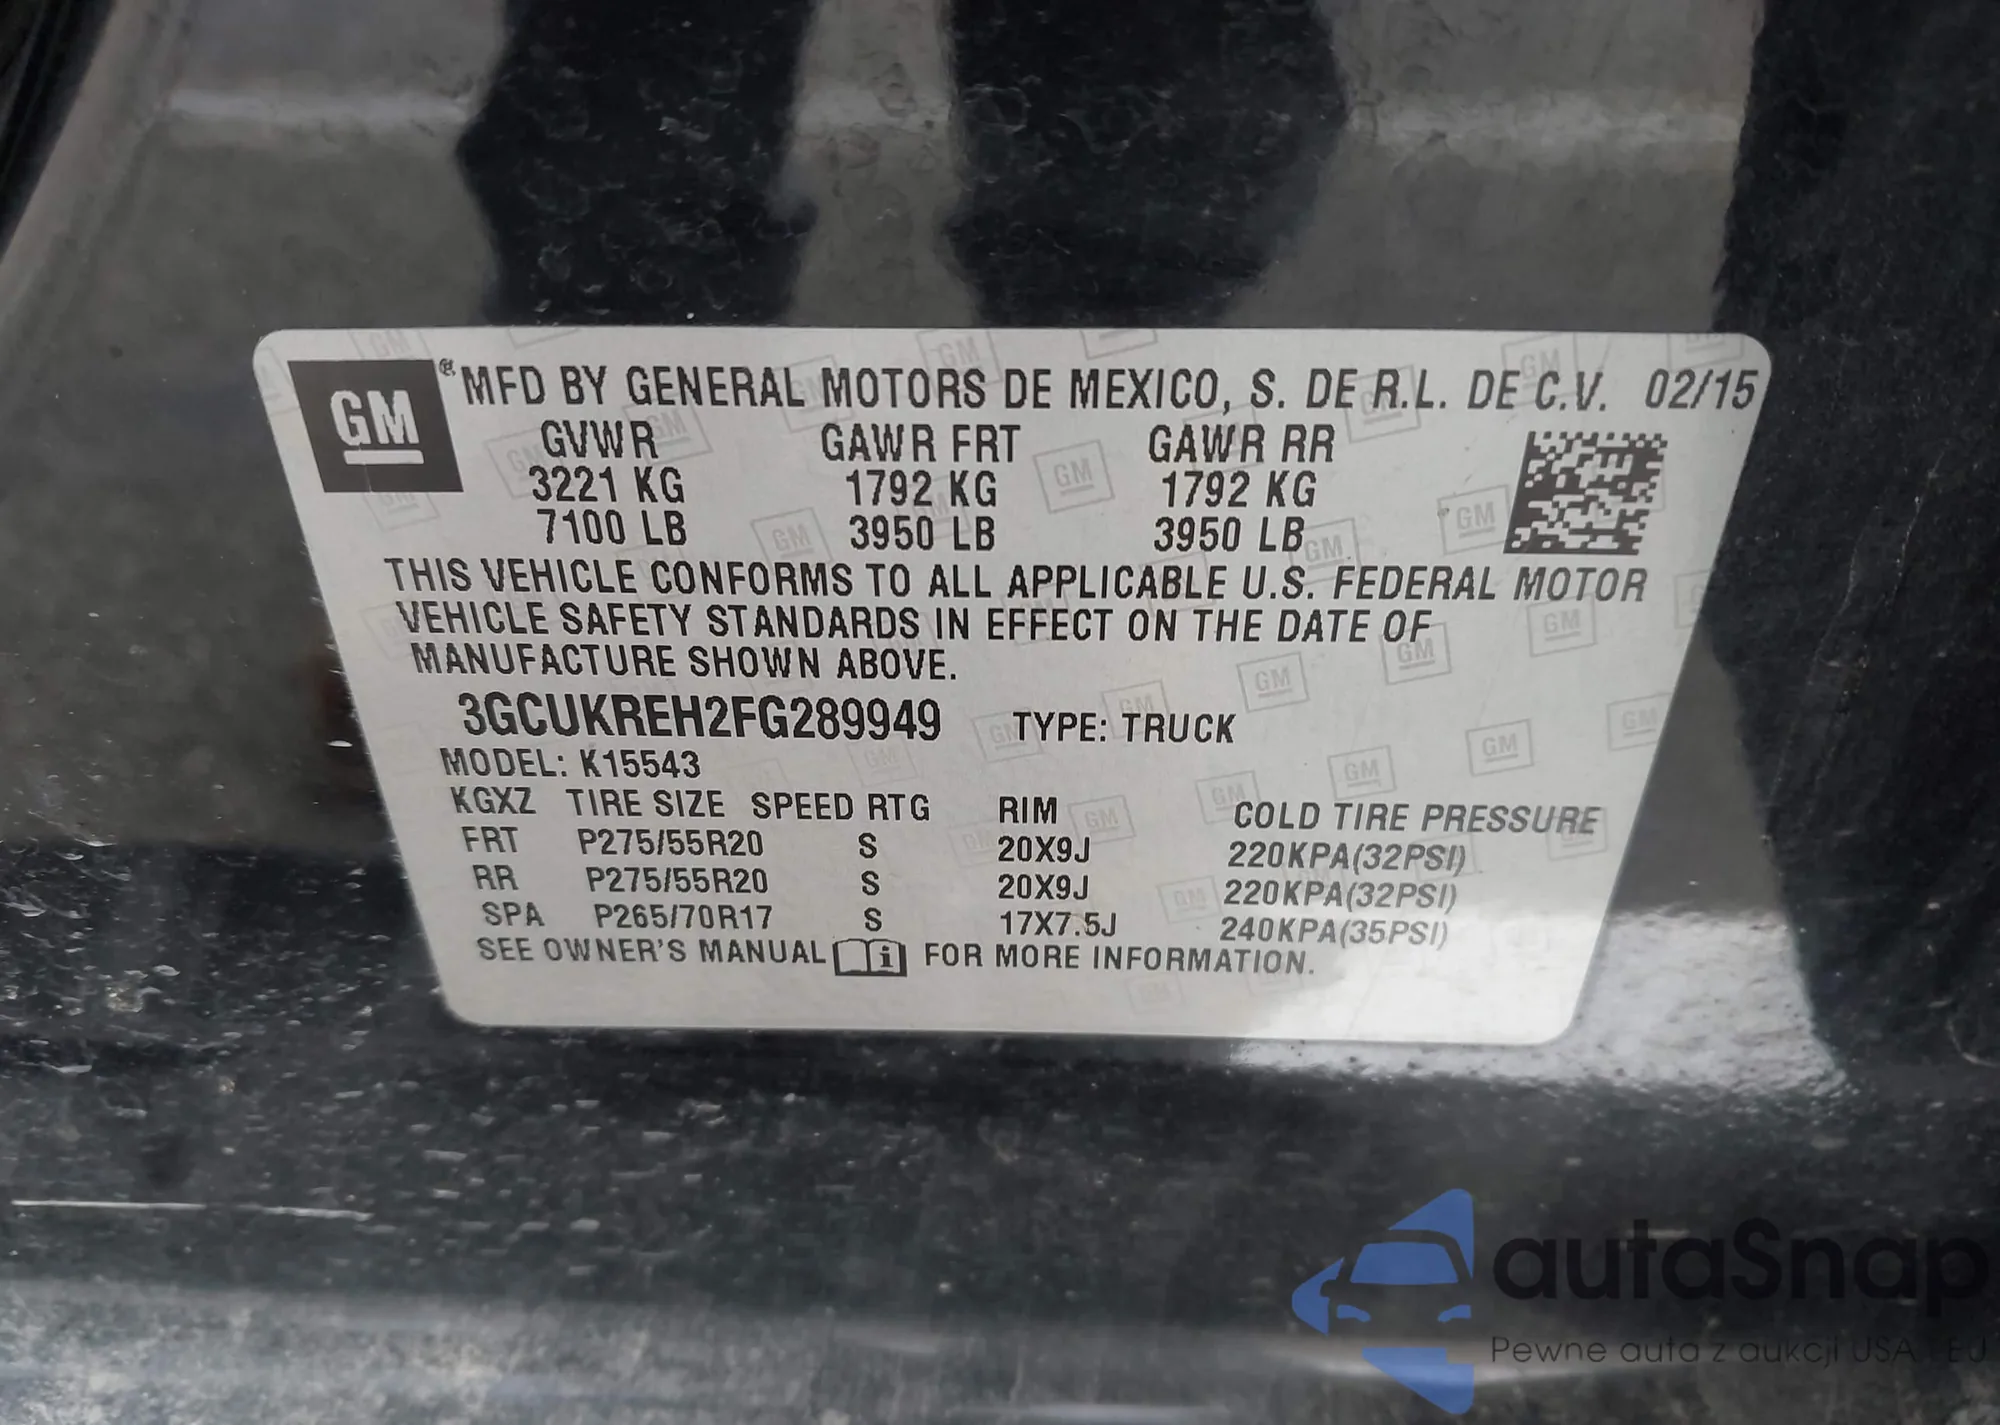 GM® MFD BY GENERAL MOTORS DE MEXICO, S. DE R.L. DE C.V. 02/15
GVWR GAWR FRT GAWR RR
3221 KG 1792 KG 1792 KG
7100 LB 3950 LB 3950 LB
THIS VEHICLE CONFORMS TO ALL APPLICABLE U.S. FEDERAL MOTOR
VEHICLE SAFETY STANDARDS IN EFFECT ON THE DATE OF
MANUFACTURE SHOWN ABOVE.
3GCUKREH2FG289949 TYPE: TRUCK
MODEL: K15543
KGXZ TIRE SIZE SPEED RTG RIM COLD TIRE PRESSURE
FRT P275/55R20 S 20X9J 220KPA(32PSI)
RR P275/55R20 S 20X9J 220KPA(32PSI)
SPA P265/70R17 S 17X7.5J 240KPA(35PSI)
SEE OWNER'S MANUAL i FOR MORE INFORMATION.
autaSnap
Pewne auta z aukcji USA i EU